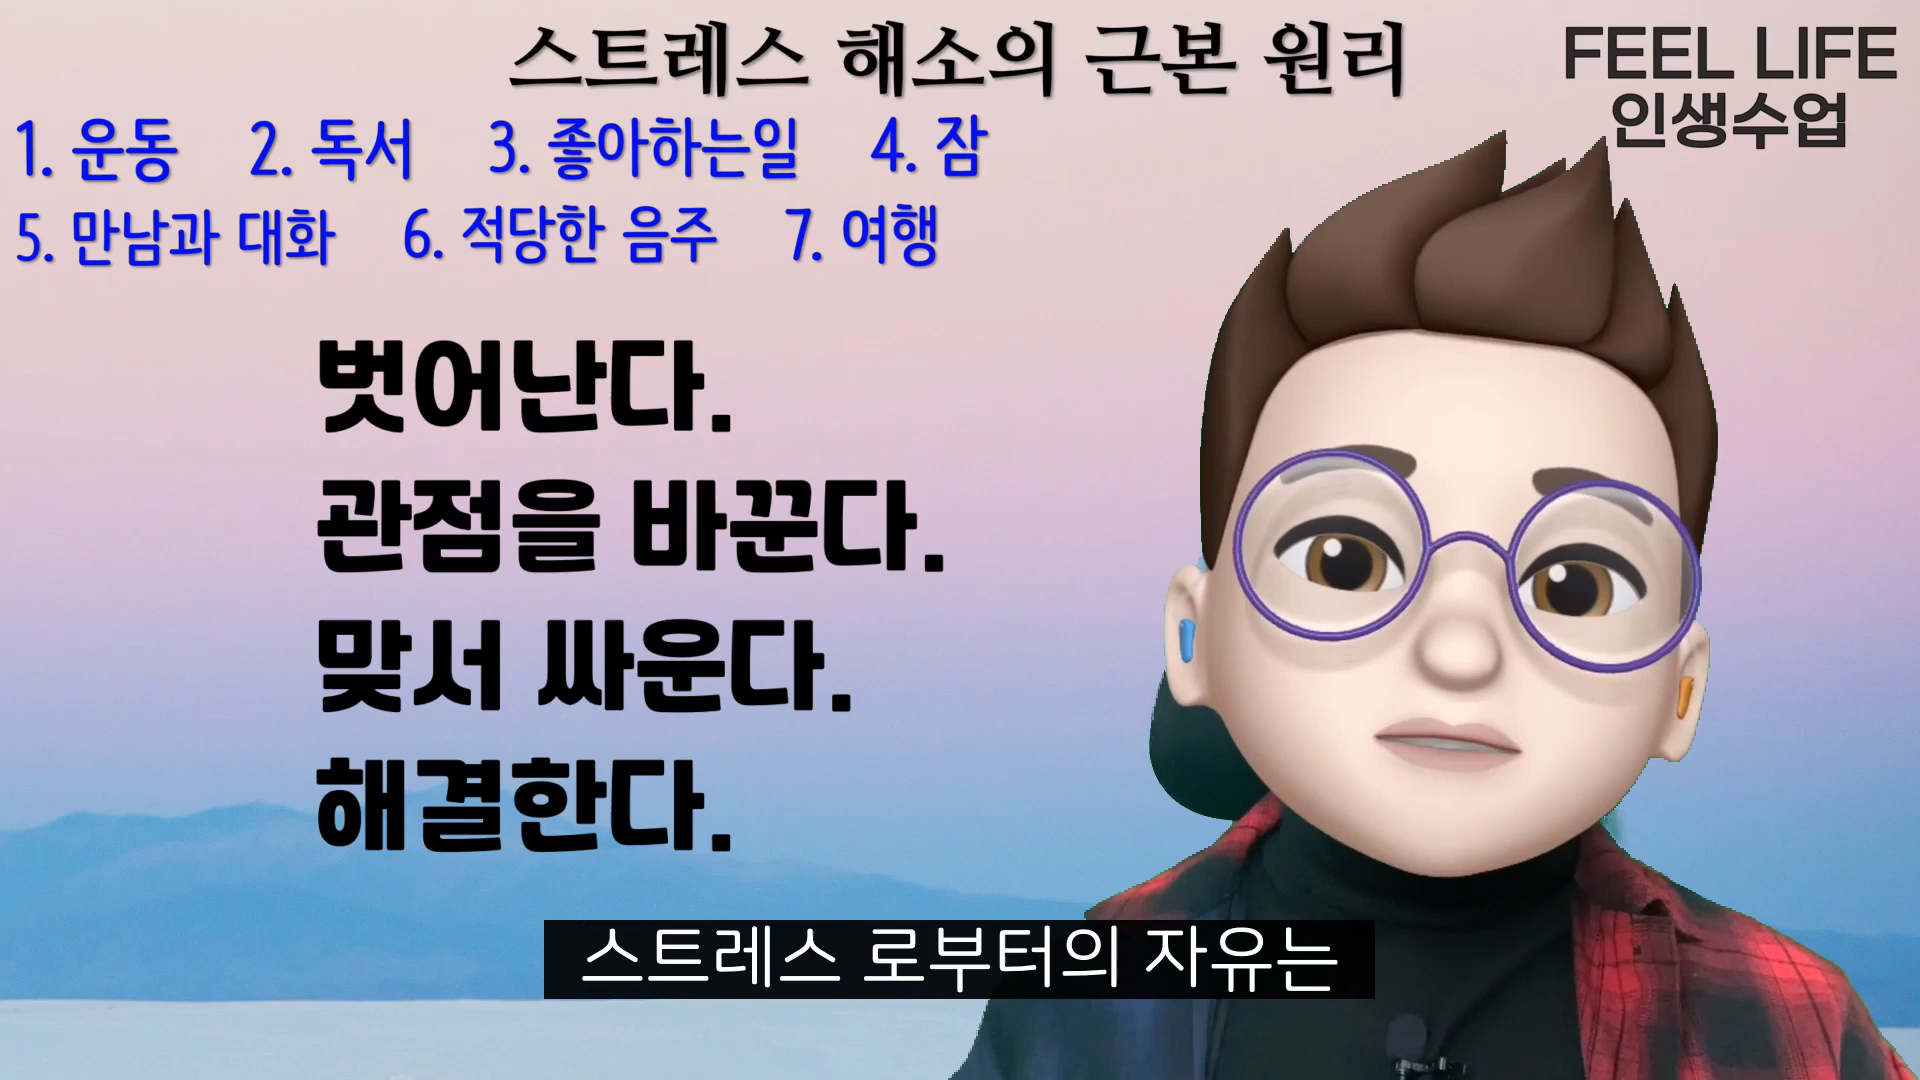 스트레스 해소의 근본 원리
FEEL LIFE
인생수업
1. 운동 2. 독서 3. 좋아하는일 4. 잠
5. 만남과 대화 6. 적당한 음주 7. 여행
벗어난다.
관점을 바꾼다.
맞서 싸운다.
해결한다.
스트레스 로부터의 자유는